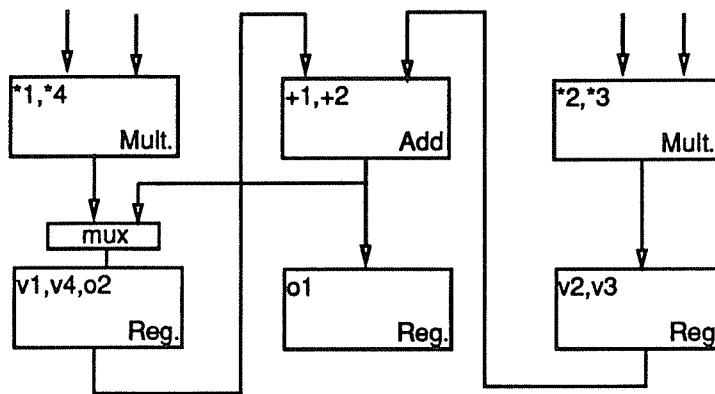 *1,*4
Mult.
+1,+2
Add
*2,*3
Mult.
mux
v1,v4,o2
Reg.
o1
Reg.
v2,v3
Reg